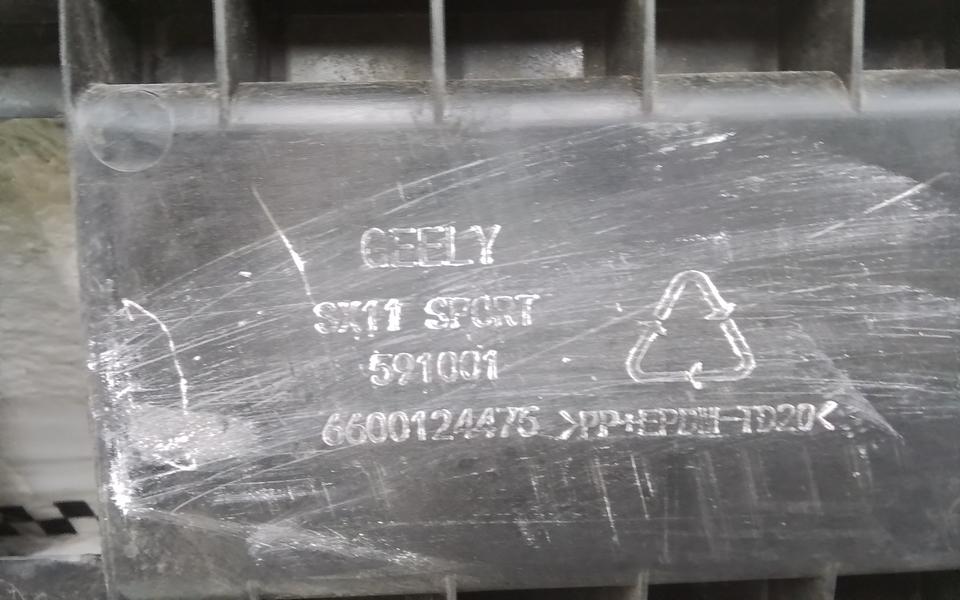 GEELY
SX11 SPORT
591001
6600124475 >PP+EPDM-TD20<